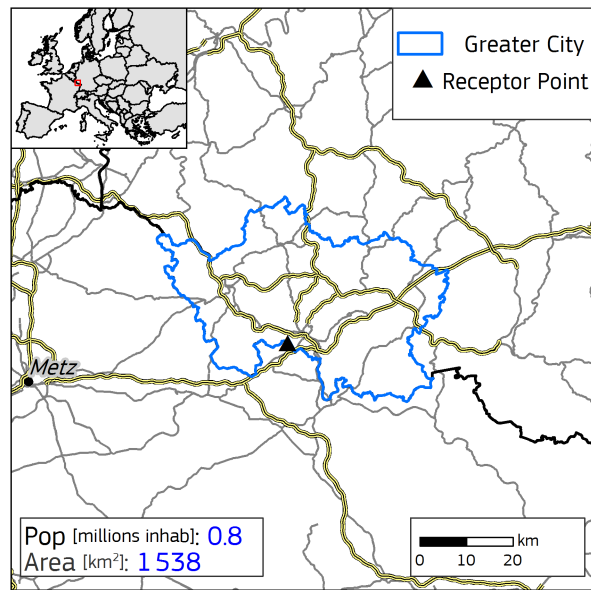 Greater City
Receptor Point
Metz
Pop [millions inhab]: 0.8
Area [km²]: 1 538
km
0 10 20